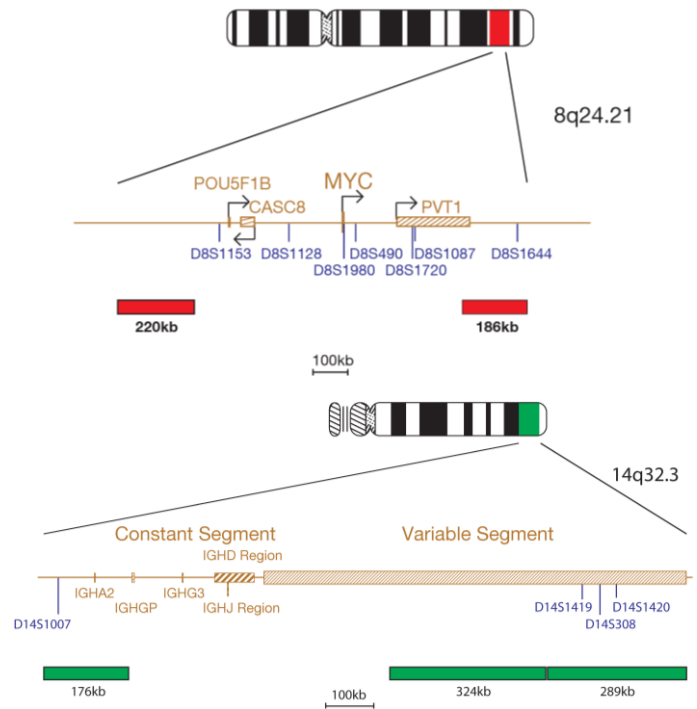 8q24.21
MYC
POU5F1B
CASC8
PVT1
D8S1153
D8S1128
D8S490
D8S1087
D8S1644
D8S1980
D8S1720
220kb
186kb
100kb
14q32.3
Constant Segment
Variable Segment
IGHD Region
IGHA2
IGHG3
IGHGP
IGHJ Region
D14S1007
D14S1419
D14S1420
D14S308
176kb
324kb
289kb
100kb